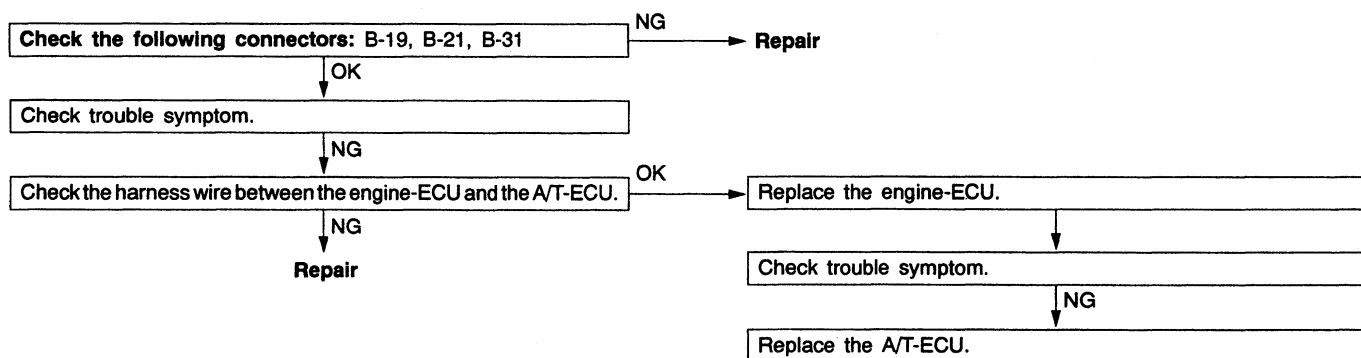 Check the following connectors: B-19, B-21, B-31
NG
Repair
OK
Check trouble symptom.
NG
Check the harness wire between the engine-ECU and the A/T-ECU.
OK
Replace the engine-ECU.
NG
Repair
Check trouble symptom.
NG
Replace the A/T-ECU.